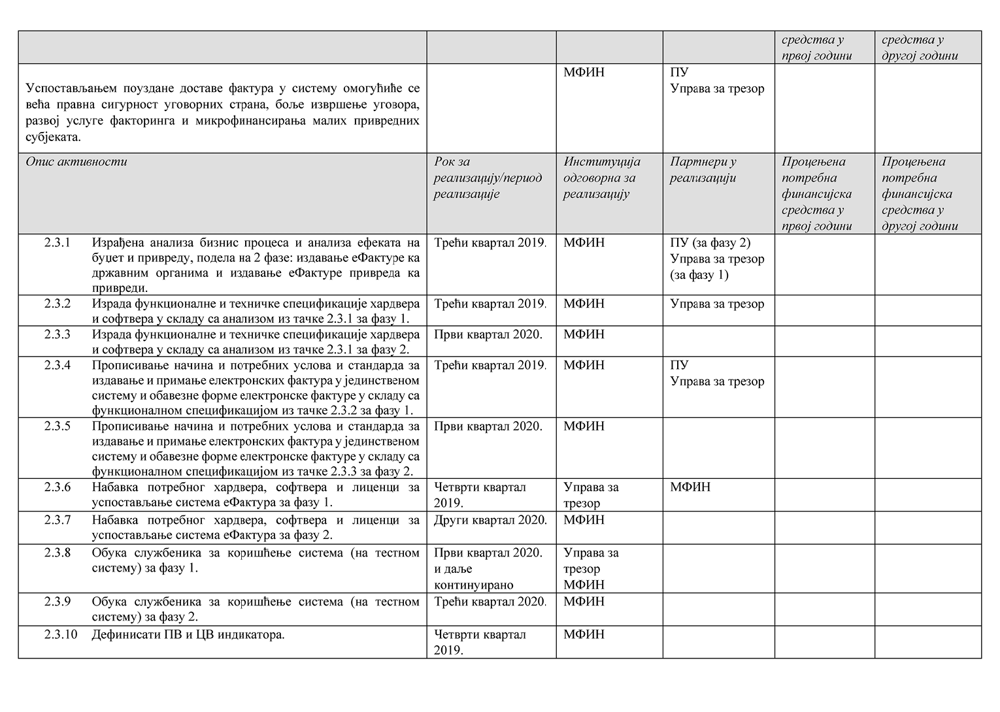 средства у
првој години
средства у
другој години
Успостављањем поуздане доставе фактура у систему омогућиће се
већа правна сигурност уговорних страна, боље извршење уговора,
развој услуге факторинга и микрофинансирања малих привредних
субјеката.
МФИН
ПУ
Управа за трезор
Опис активности
Рок за
реализацију/период
реализације
Институција
одговорна за
реализацију
Партнери у
реализацији
Процењена
потребна
финансијска
средства у
првој години
Процењена
потребна
финансијска
средства у
другој години
2.3.1 Израђена анализа бизнис процеса и анализа ефеката на
буџет и привреду, подела на 2 фазе: издавање еФактуре ка
државним органима и издавање еФактуре привреда ка
привреди.
Трећи квартал 2019.
МФИН
ПУ (за фазу 2)
Управа за трезор
(за фазу 1)
2.3.2 Израда функционалне и техничке спецификације хардвера
и софтвера у складу са анализом из тачке 2.3.1 за фазу 1.
Трећи квартал 2019.
МФИН
Управа за трезор
2.3.3 Израда функционалне и техничке спецификације хардвера
и софтвера у складу са анализом из тачке 2.3.1 за фазу 2.
Први квартал 2020.
МФИН
2.3.4 Прописивање начина и потребних услова и стандарда за
издавање и примање електронских фактура у јединственом
систему и обавезне форме електронске фактуре у складу са
функционалном спецификацијом из тачке 2.3.2 за фазу 1.
Трећи квартал 2019.
МФИН
ПУ
Управа за трезор
2.3.5 Прописивање начина и потребних услова и стандарда за
издавање и примање електронских фактура у јединственом
систему и обавезне форме електронске фактуре у складу са
функционалном спецификацијом из тачке 2.3.3 за фазу 2.
Први квартал 2020.
МФИН
2.3.6 Набавка потребног хардвера, софтвера и лиценци за
успостављање система еФактура за фазу 1.
Четврти квартал
2019.
Управа за
трезор
МФИН
2.3.7 Набавка потребног хардвера, софтвера и лиценци за
успостављање система еФактура за фазу 2.
Други квартал 2020.
МФИН
2.3.8 Обука службеника за коришћење система (на тестном
систему) за фазу 1.
Први квартал 2020.
и даље
континуирано
Управа за
трезор
МФИН
2.3.9 Обука службеника за коришћење система (на тестном
систему) за фазу 2.
Трећи квартал 2020.
МФИН
2.3.10 Дефинисати ПВ и ЦВ индикатора.
Четврти квартал
2019.
МФИН